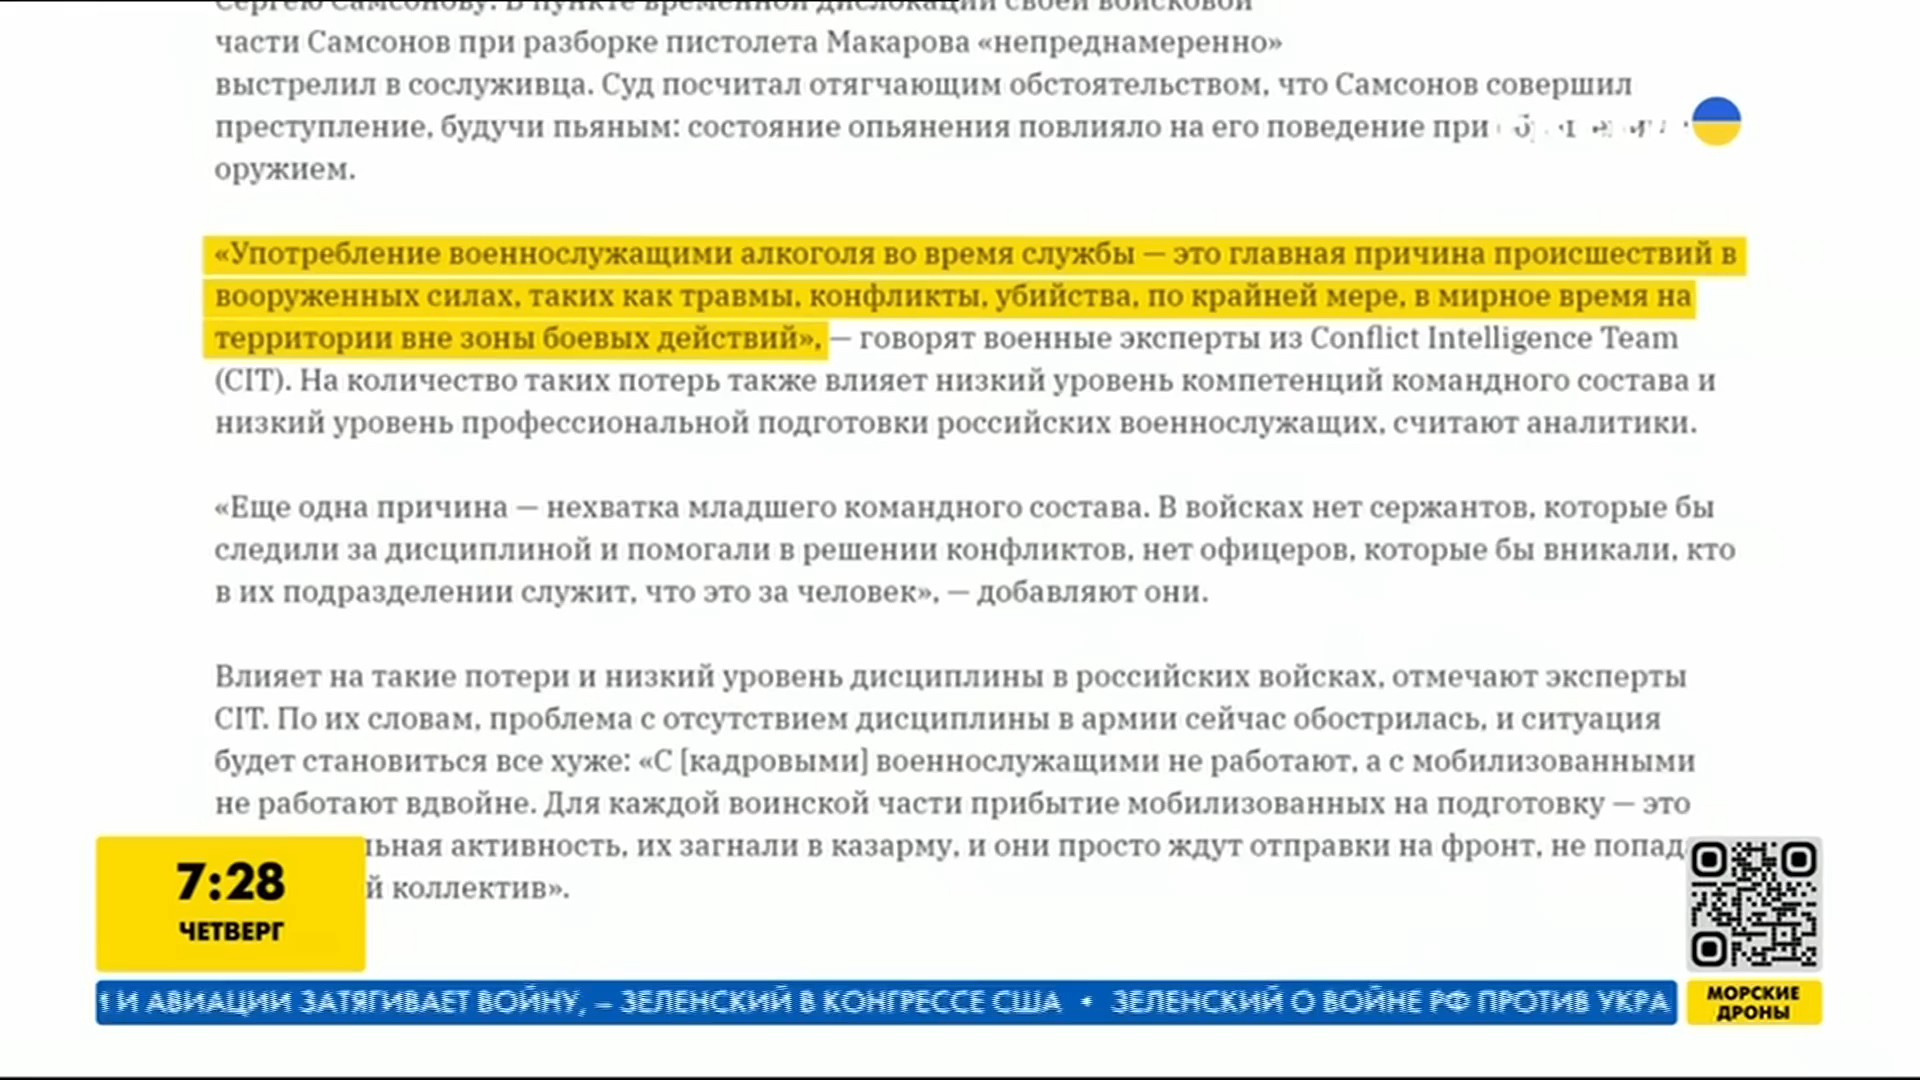 Сергею Самсонову. В пункте временной дислокации своей войсковой
части Самсонов при разборке пистолета Макарова «непреднамеренно»
выстрелил в сослуживца. Суд посчитал отягчающим обстоятельством, что Самсонов совершил
преступление, будучи пьяным: состояние опьянения повлияло на его поведение при
оружием.
«Употребление военнослужащими алкоголя во время службы — это главная причина происшествий в
вооруженных силах, таких как травмы, конфликты, убийства, по крайней мере, в мирное время на
территории вне зоны боевых действий», — говорят военные эксперты из Conflict Intelligence Team
(CIT). На количество таких потерь также влияет низкий уровень компетенций командного состава и
низкий уровень профессиональной подготовки российских военнослужащих, считают аналитики.
«Еще одна причина — нехватка младшего командного состава. В войсках нет сержантов, которые бы
следили за дисциплиной и помогали в решении конфликтов, нет офицеров, которые бы вникали, кто
в их подразделении служит, что это за человек», — добавляют они.
Влияет на такие потери и низкий уровень дисциплины в российских войсках, отмечают эксперты
CIT. По их словам, проблема с отсутствием дисциплины в армии сейчас обострилась, и ситуация
будет становиться все хуже: «С [кадровыми] военнослужащими не работают, а с мобилизованными
не работают вдвойне. Для каждой воинской части прибытие мобилизованных на подготовку — это
льная активность, их загнали в казарму, и они просто ждут отправки на фронт, не попад
й коллектив».
7:28
ЧЕТВЕРГ
И АВИАЦИИ ЗАТЯГИВАЕТ ВОЙНУ, – ЗЕЛЕНСКИЙ В КОНГРЕССЕ США • ЗЕЛЕНСКИЙ О ВОЙНЕ РФ ПРОТИВ УКРА
МОРСКИЕ
ДРОНЫ